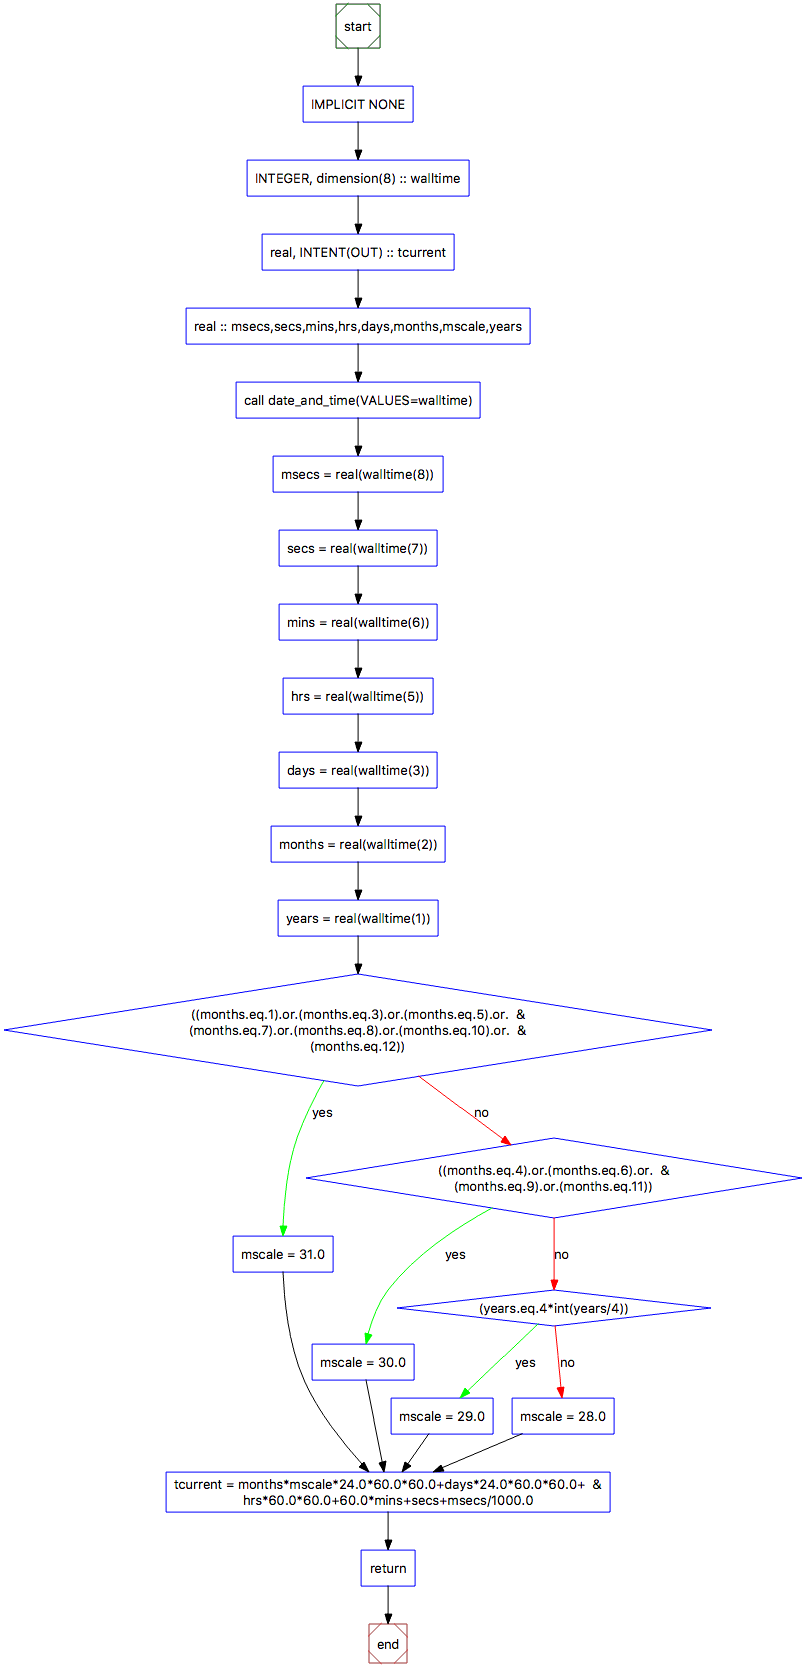 start
IMPLICIT NONE
INTEGER, dimension(8) :: walltime
real, INTENT(OUT) :: tcurrent
real :: msecs,secs,mins,hrs,days,months,mscale,years
call date_and_time(VALUES=walltime)
msecs = real(walltime(8))
secs = real(walltime(7))
mins = real(walltime(6))
hrs = real(walltime(5))
days = real(walltime(3))
months = real(walltime(2))
years = real(walltime(1))
((months.eq.1).or.(months.eq.3).or.(months.eq.5).or.  &
(months.eq.7).or.(months.eq.8).or.(months.eq.10).or.  &
(months.eq.12))
yes
no
((months.eq.4).or.(months.eq.6).or.  &
(months.eq.9).or.(months.eq.11))
mscale = 31.0
yes
no
(years.eq.4*int(years/4))
mscale = 30.0
yes
no
mscale = 29.0
mscale = 28.0
tcurrent = months*mscale*24.0*60.0*60.0+days*24.0*60.0*60.0+  &
hrs*60.0*60.0+60.0*mins+secs+msecs/1000.0
return
end